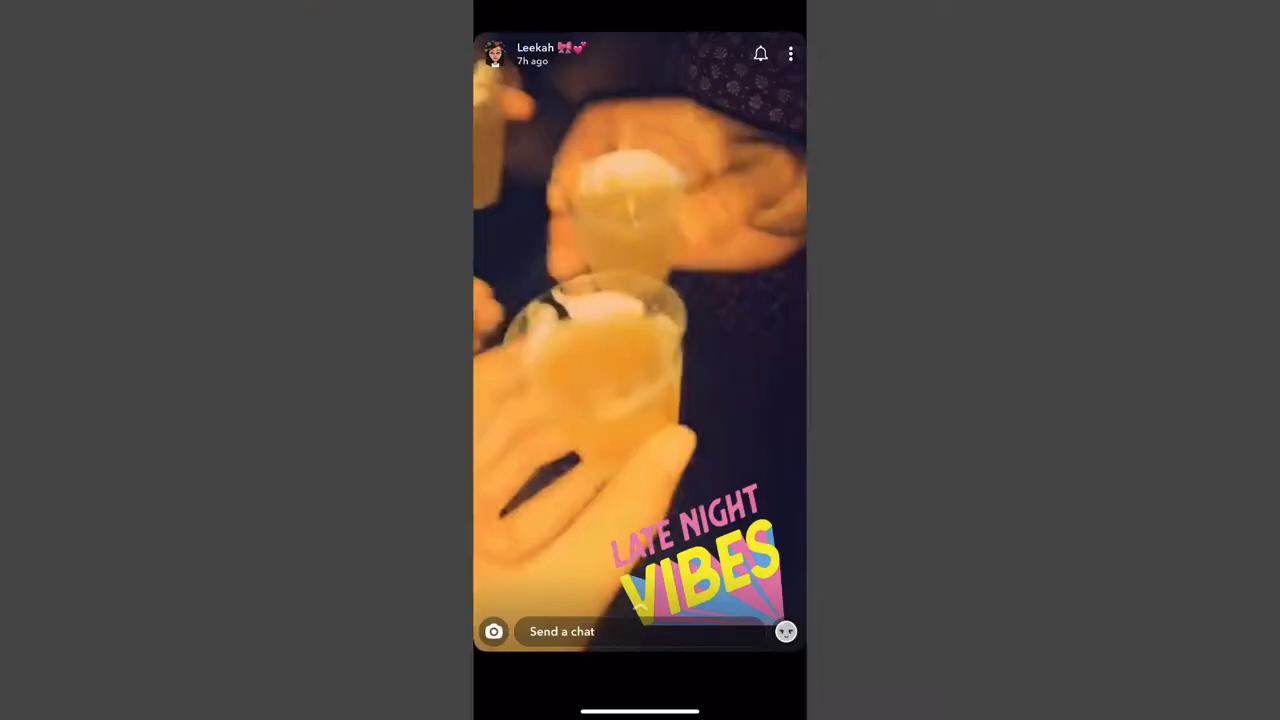 Leekah 🎀💕
7h ago
LATE NIGHT
VIBES
Send a chat